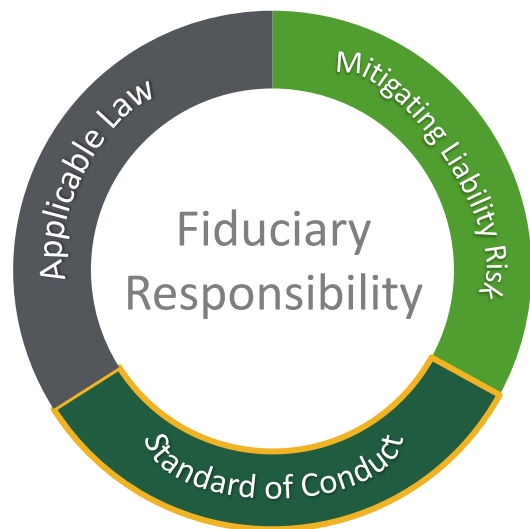 Applicable Law
Mitigating Liability Risk
Fiduciary
Responsibility
Standard of Conduct